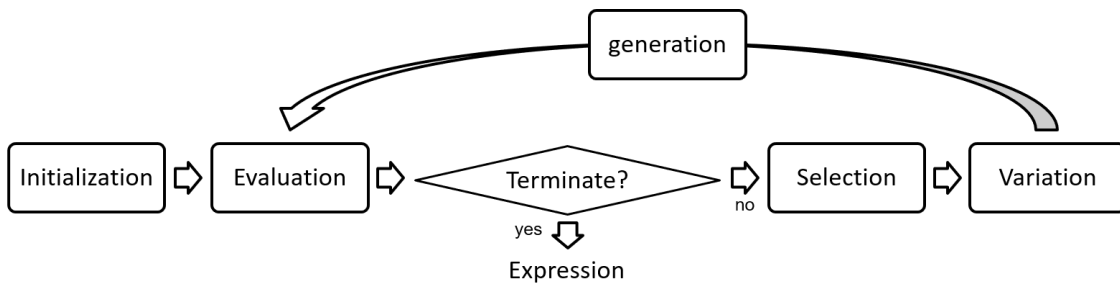 generation
Initialization
Evaluation
Terminate?
no
Selection
Variation
yes
Expression